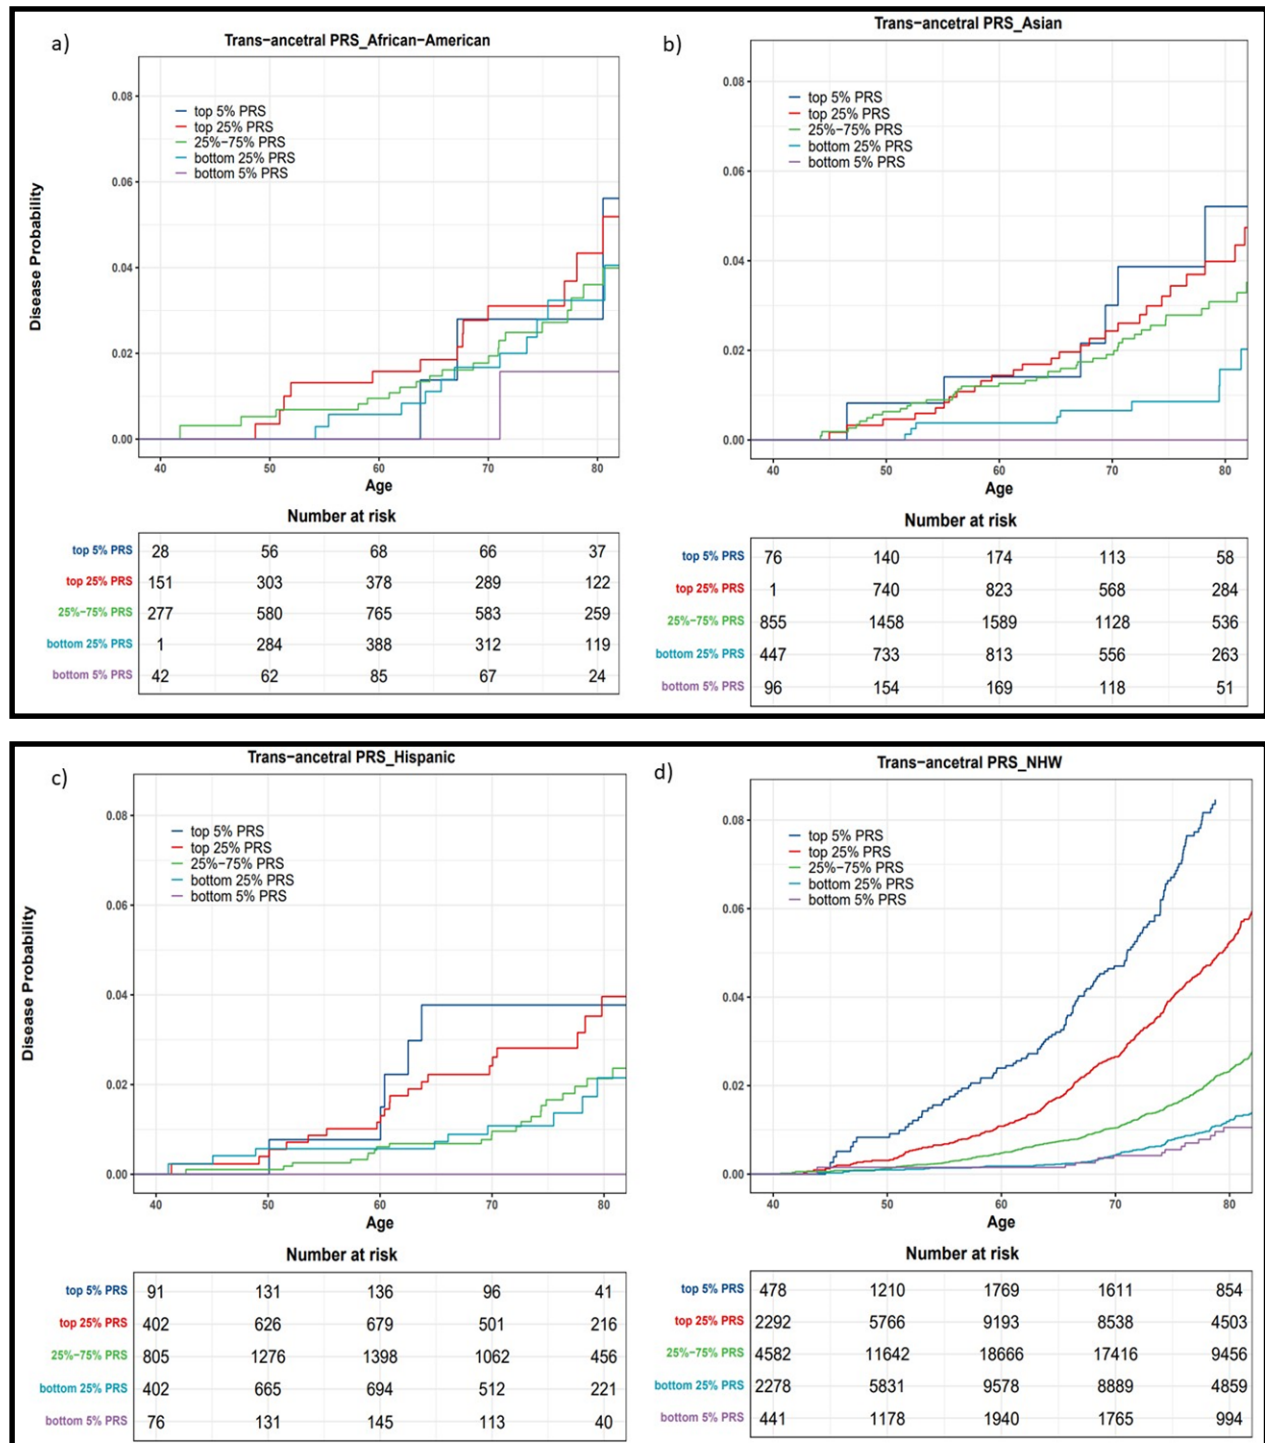 a)
Trans-ancetral PRS_African-American
Disease Probability
0.08
0.06
0.04
0.02
0.00
top 5% PRS
top 25% PRS
25%-75% PRS
bottom 25% PRS
bottom 5% PRS
40 50 60 70 80
Age
Number at risk
top 5% PRS 28 56 68 66 37
top 25% PRS 151 303 378 289 122
25%-75% PRS 277 580 765 583 259
bottom 25% PRS 1 284 388 312 119
bottom 5% PRS 42 62 85 67 24
b)
Trans-ancetral PRS_Asian
0.08
0.06
0.04
0.02
0.00
top 5% PRS
top 25% PRS
25%-75% PRS
bottom 25% PRS
bottom 5% PRS
40 50 60 70 80
Age
Number at risk
top 5% PRS 76 140 174 113 58
top 25% PRS 1 740 823 568 284
25%-75% PRS 855 1458 1589 1128 536
bottom 25% PRS 447 733 813 556 263
bottom 5% PRS 96 154 169 118 51
c)
Trans-ancetral PRS_Hispanic
Disease Probability
0.08
0.06
0.04
0.02
0.00
top 5% PRS
top 25% PRS
25%-75% PRS
bottom 25% PRS
bottom 5% PRS
40 50 60 70 80
Age
Number at risk
top 5% PRS 91 131 136 96 41
top 25% PRS 402 626 679 501 216
25%-75% PRS 805 1276 1398 1062 456
bottom 25% PRS 402 665 694 512 221
bottom 5% PRS 76 131 145 113 40
d)
Trans-ancetral PRS_NHW
0.08
0.06
0.04
0.02
0.00
top 5% PRS
top 25% PRS
25%-75% PRS
bottom 25% PRS
bottom 5% PRS
40 50 60 70 80
Age
Number at risk
top 5% PRS 478 1210 1769 1611 854
top 25% PRS 2292 5766 9193 8538 4503
25%-75% PRS 4582 11642 18666 17416 9456
bottom 25% PRS 2278 5831 9578 8889 4859
bottom 5% PRS 441 1178 1940 1765 994